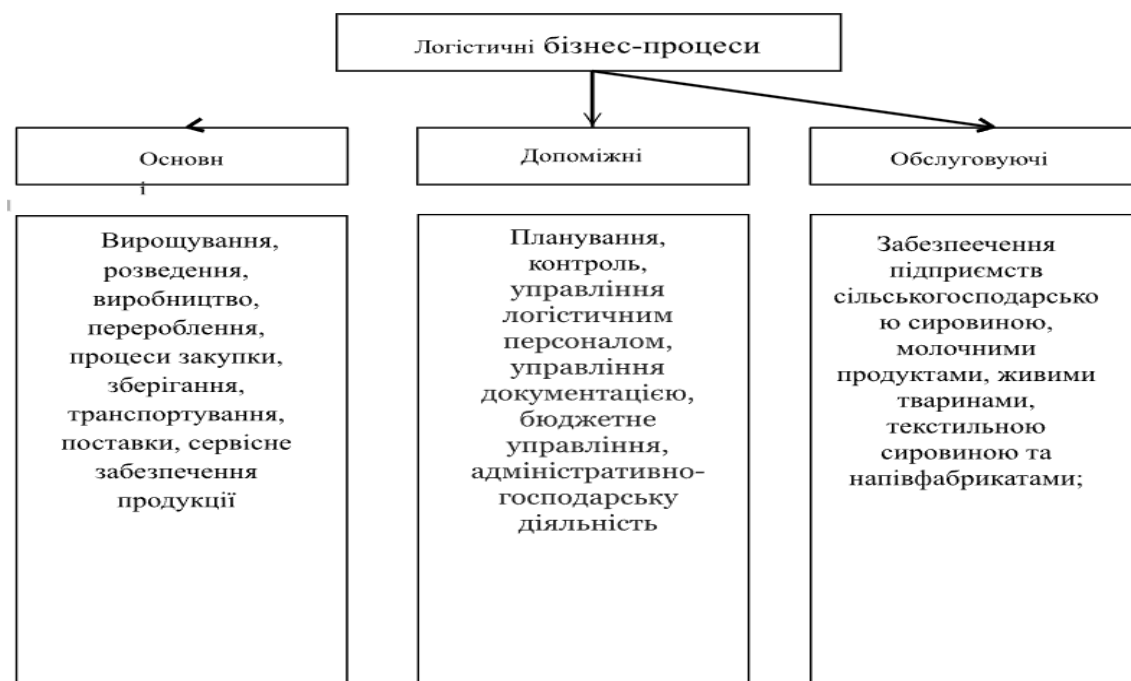 Логістичні бізнес-процеси
Основн
і
Допоміжні
Обслуговуючі
Вирощування,
розведення,
виробництво,
перероблення,
процеси закупки,
зберігання,
транспортування,
поставки, сервісне
забезпечення
продукції
Планування,
контроль,
управління
логістичним
персоналом,
управління
документацією,
бюджетне
управління,
адміністративно-
господарську
діяльність
Забезпеечення
підприємств
сільськогосподарсько
ю сировиною,
молочними
продуктами, живими
тваринами,
текстильною
сировиною та
напівфабрикатами;